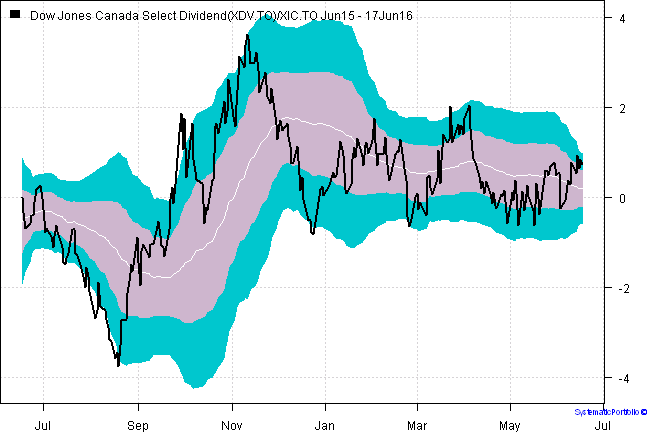 Dow Jones Canada Select Dividend(XDV.TO)/XIC.TO Jun15 - 17Jun16
4
2
0
-2
-4
SystematicPortfolio ©
Jul Sep Nov Jan Mar May Jul